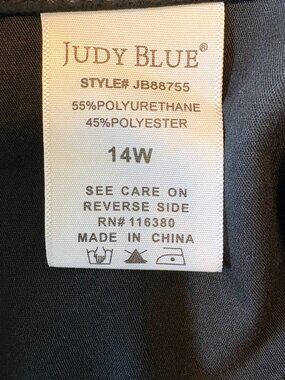 JUDY BLUE®
STYLE# JB88755
55%POLYURETHANE
45%POLYESTER
14W
SEE CARE ON
REVERSE SIDE
RN# 116380
MADE IN CHINA